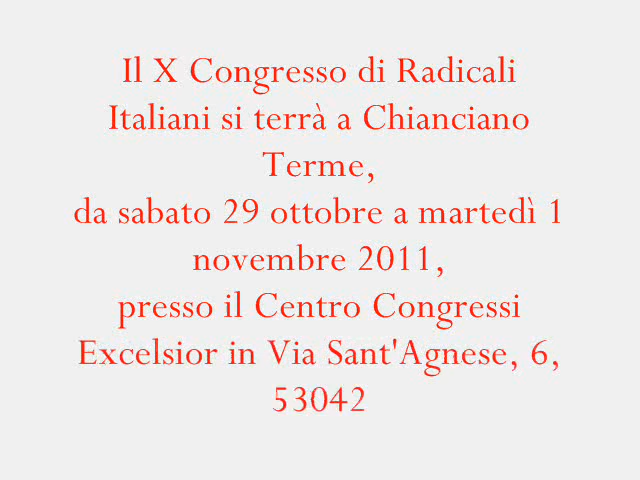 Il X Congresso di Radicali
Italiani si terrà a Chianciano
Terme,
da sabato 29 ottobre a martedì 1
novembre 2011,
presso il Centro Congressi
Excelsior in Via Sant'Agnese, 6,
53042